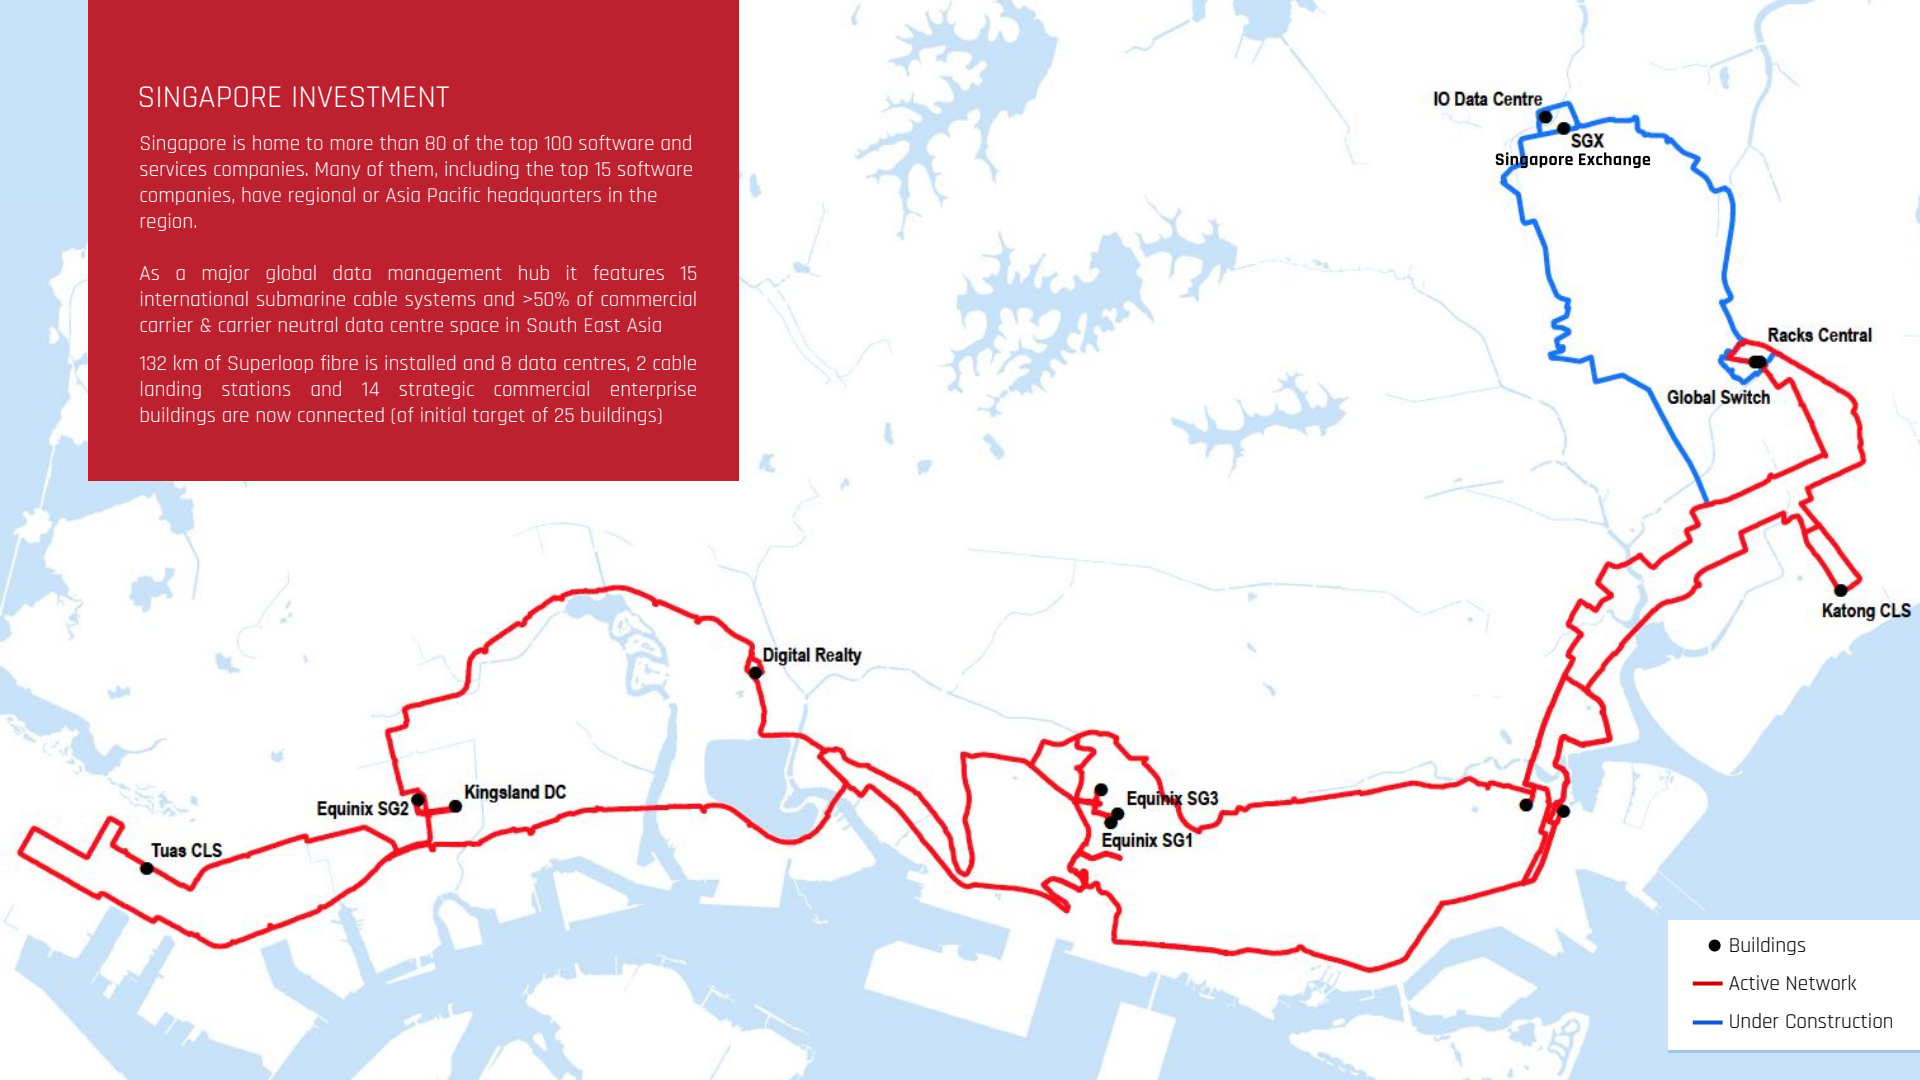 SINGAPORE INVESTMENT
Singapore is home to more than 80 of the top 100 software and
services companies. Many of them, including the top 15 software
companies, have regional or Asia Pacific headquarters in the
region.
As a major global data management hub it features 15
international submarine cable systems and >50% of commercial
carrier & carrier neutral data centre space in South East Asia
132 km of Superloop fibre is installed and 8 data centres, 2 cable
landing stations and 14 strategic commercial enterprise
buildings are now connected (of initial target of 25 buildings)
IO Data Centre
SGX
Singapore Exchange
Racks Central
Global Switch
Katong CLS
Digital Realty
Kingsland DC
Equinix SG2
Equinix SG3
Equinix SG1
Tuas CLS
Buildings
Active Network
Under Construction